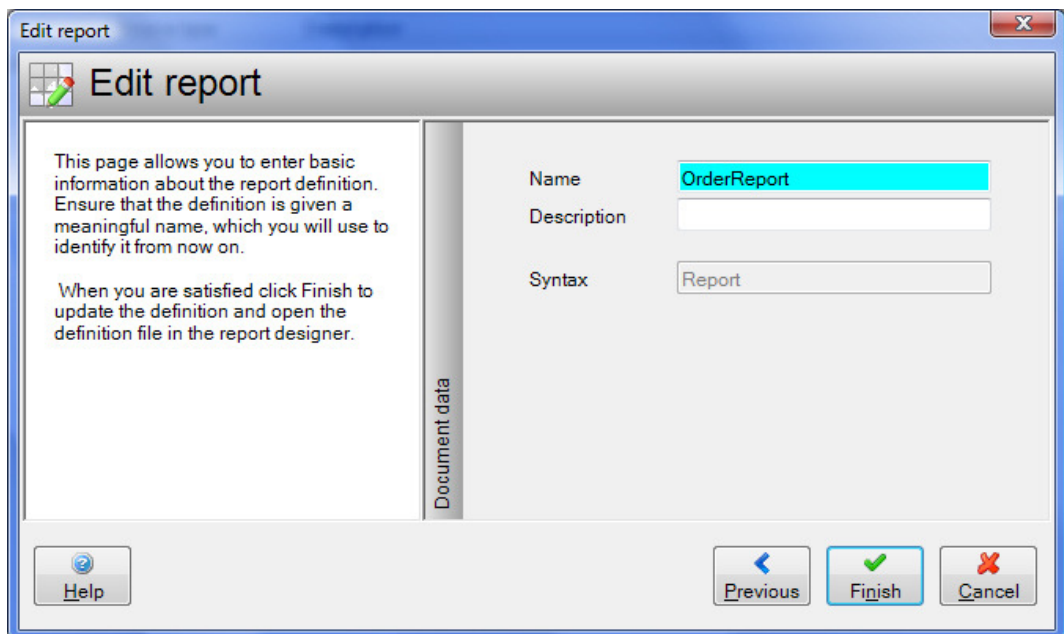 Edit report
Edit report
This page allows you to enter basic
information about the report definition.
Ensure that the definition is given a
meaningful name, which you will use to
identify it from now on.
When you are satisfied click Finish to
update the definition and open the
definition file in the report designer.
Document data
Name OrderReport
Description
Syntax Report
Help Previous Finish Cancel